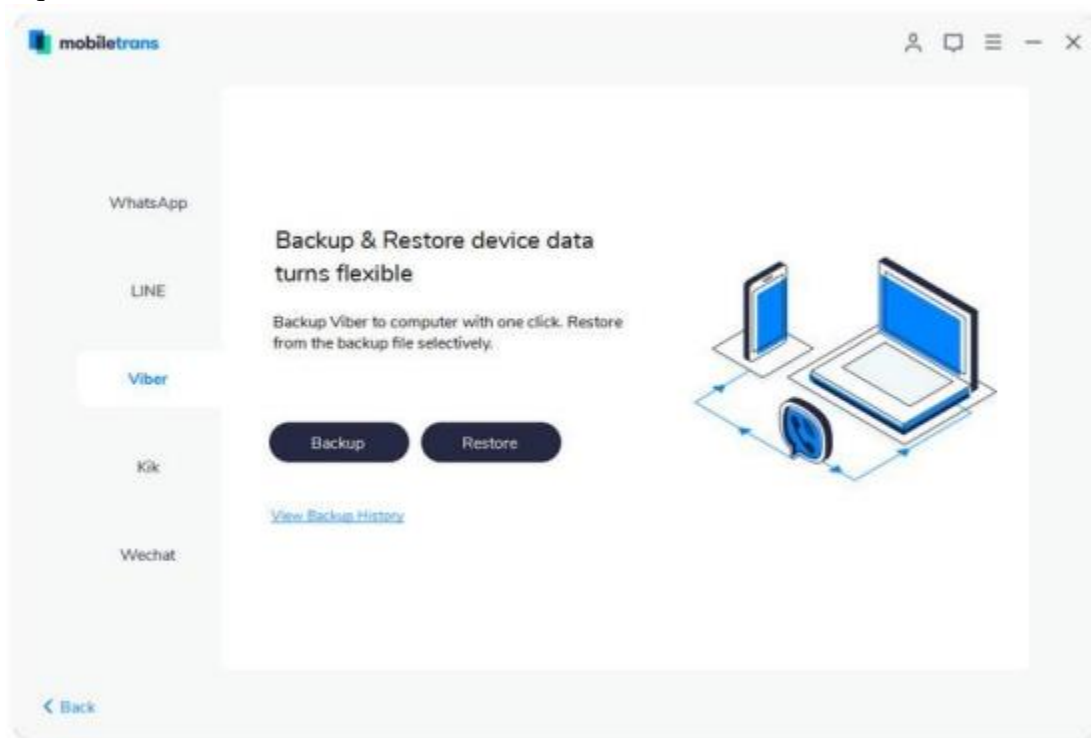 mobiletrans
WhatsApp
LINE
Viber
Kik
Wechat
Backup & Restore device data
turns flexible
Backup Viber to computer with one click. Restore
from the backup file selectively.
Backup
Restore
View Backup History
Back